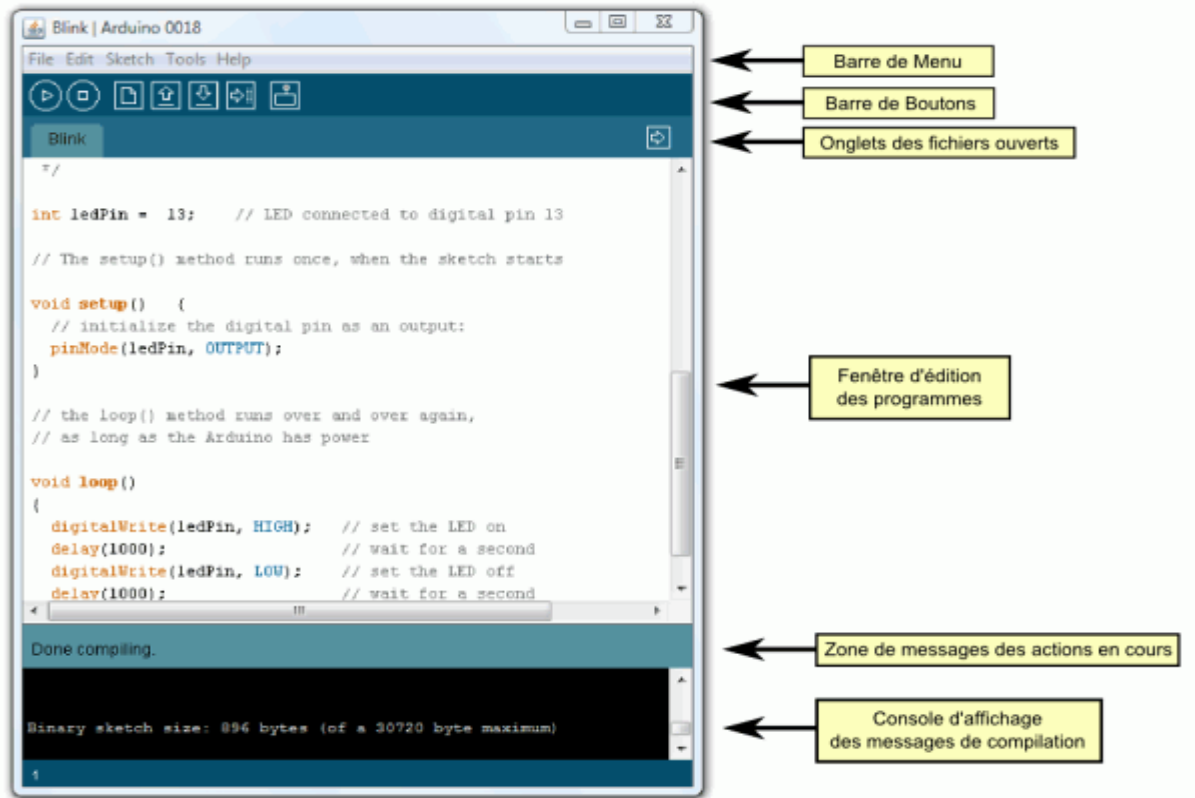 Blink | Arduino 0018
File Edit Sketch Tools Help
Barre de Menu
Barre de Boutons
Blink
Onglets des fichiers ouverts
*/
int ledPin =  13;    // LED connected to digital pin 13
// The setup() method runs once, when the sketch starts
void setup()   {
// initialize the digital pin as an output:
pinMode(ledPin, OUTPUT);
}
Fenêtre d'édition
des programmes
// the loop() method runs over and over again,
// as long as the Arduino has power
void loop()
{
digitalWrite(ledPin, HIGH);   // set the LED on
delay(1000);                  // wait for a second
digitalWrite(ledPin, LOW);    // set the LED off
delay(1000);                  // wait for a second
Done compiling.
Zone de messages des actions en cours
Binary sketch size: 896 bytes (of a 30720 byte maximum)
Console d'affichage
des messages de compilation
1